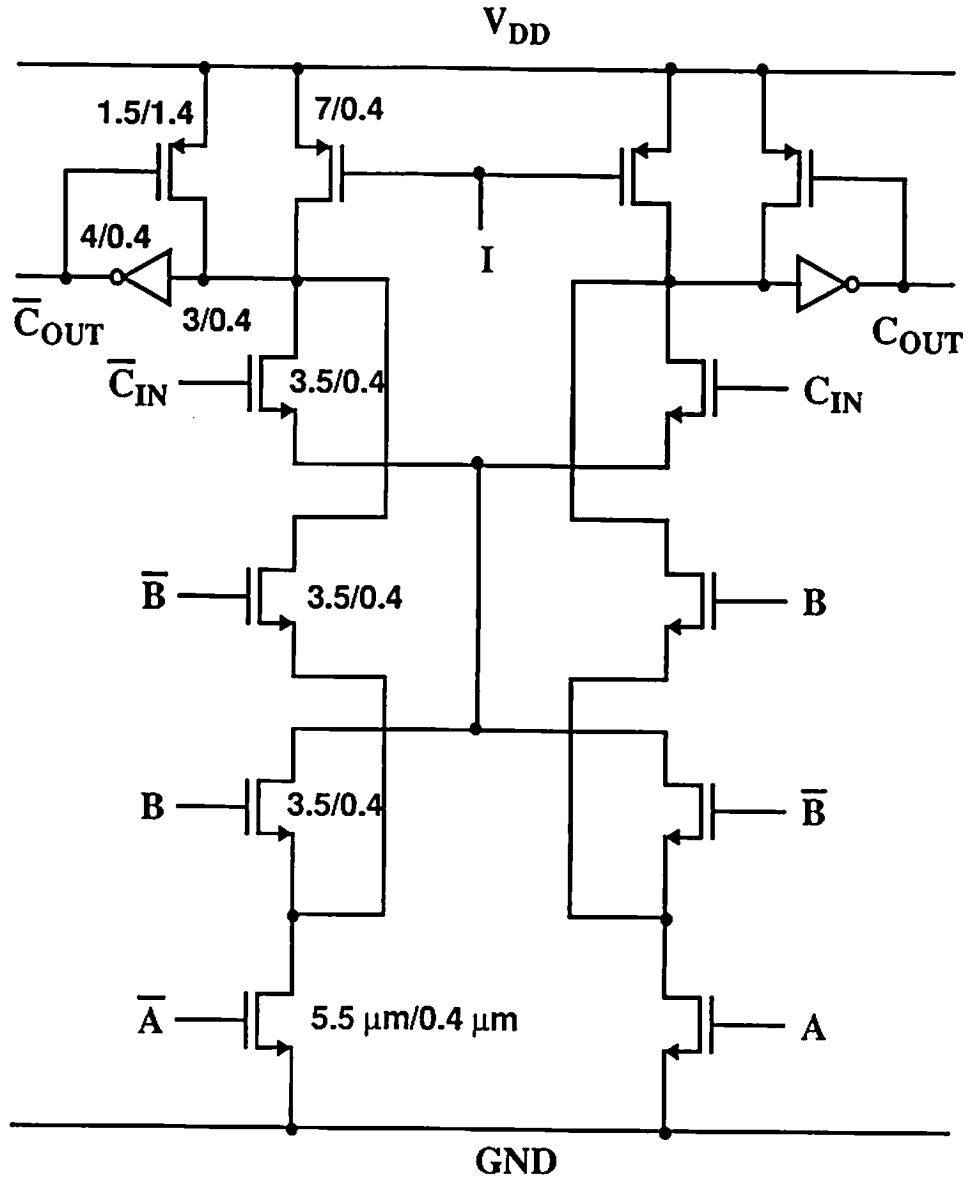 V_DD
1.5/1.4
7/0.4
I
4/0.4
3/0.4
C̅_OUT
C_OUT
C̅_IN
3.5/0.4
C_IN
B̅
3.5/0.4
B
B
3.5/0.4
B̅
A̅
5.5 μm/0.4 μm
A
GND